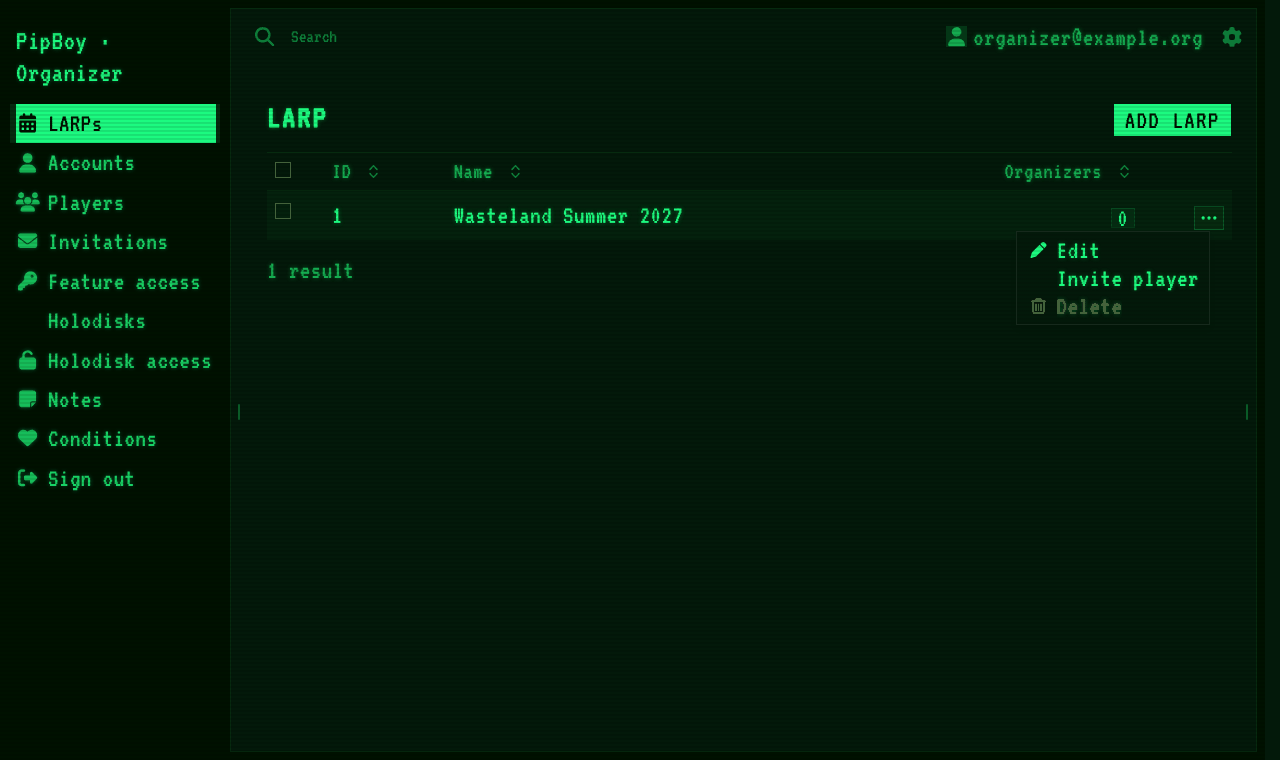 PipBoy ·
Organizer
LARPs
Accounts
Players
Invitations
Feature access
Holodisks
Holodisk access
Notes
Conditions
Sign out
Search
organizer@example.org
LARP
ADD LARP
ID
Name
Organizers
1
Wasteland Summer 2027
0
Edit
Invite player
Delete
1 result